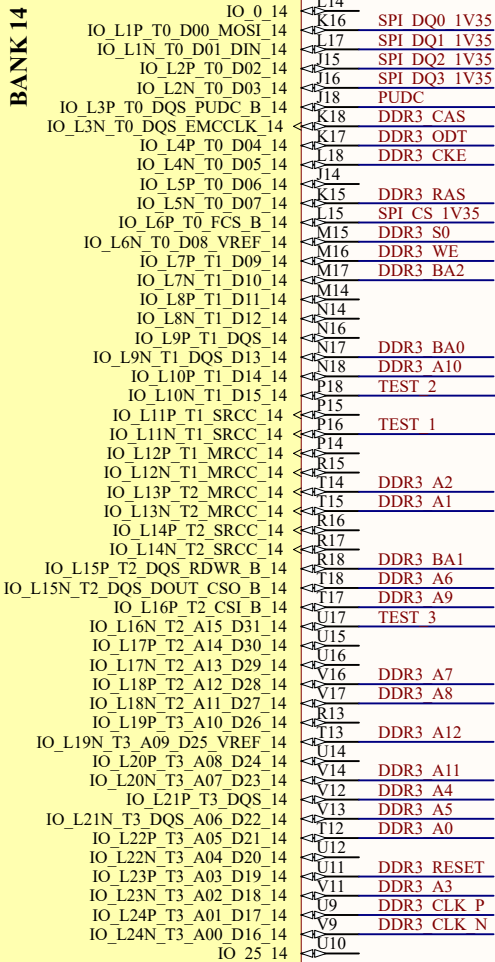 BANK 14
IO_0_14 L14
IO_L1P_T0_D00_MOSI_14 K16 SPI_DQ0_1V35
IO_L1N_T0_D01_DIN_14 L17 SPI_DQ1_1V35
IO_L2P_T0_D02_14 J15 SPI_DQ2_1V35
IO_L2N_T0_D03_14 J16 SPI_DQ3_1V35
IO_L3P_T0_DQS_PUDC_B_14 J18 PUDC
IO_L3N_T0_DQS_EMCCLK_14 K18 DDR3_CAS
IO_L4P_T0_D04_14 K17 DDR3_ODT
IO_L4N_T0_D05_14 L18 DDR3_CKE
IO_L5P_T0_D06_14 J14
IO_L5N_T0_D07_14 K15 DDR3_RAS
IO_L6P_T0_FCS_B_14 L15 SPI_CS_1V35
IO_L6N_T0_D08_VREF_14 M15 DDR3_S0
IO_L7P_T1_D09_14 M16 DDR3_WE
IO_L7N_T1_D10_14 M17 DDR3_BA2
IO_L8P_T1_D11_14 M14
IO_L8N_T1_D12_14 N14
IO_L9P_T1_DQS_14 N16
IO_L9N_T1_DQS_D13_14 N17 DDR3_BA0
IO_L10P_T1_D14_14 N18 DDR3_A10
IO_L10N_T1_D15_14 P18 TEST_2
IO_L11P_T1_SRCC_14 P15
IO_L11N_T1_SRCC_14 P16 TEST_1
IO_L12P_T1_MRCC_14 P14
IO_L12N_T1_MRCC_14 R15
IO_L13P_T2_MRCC_14 T14 DDR3_A2
IO_L13N_T2_MRCC_14 T15 DDR3_A1
IO_L14P_T2_SRCC_14 R16
IO_L14N_T2_SRCC_14 R17
IO_L15P_T2_DQS_RDWR_B_14 R18 DDR3_BA1
IO_L15N_T2_DQS_DOUT_CSO_B_14 T18 DDR3_A6
IO_L16P_T2_CSI_B_14 T17 DDR3_A9
IO_L16N_T2_A15_D31_14 U17 TEST_3
IO_L17P_T2_A14_D30_14 U15
IO_L17N_T2_A13_D29_14 U16
IO_L18P_T2_A12_D28_14 V16 DDR3_A7
IO_L18N_T2_A11_D27_14 V17 DDR3_A8
IO_L19P_T3_A10_D26_14 R13
IO_L19N_T3_A09_D25_VREF_14 T13 DDR3_A12
IO_L20P_T3_A08_D24_14 U14
IO_L20N_T3_A07_D23_14 V14 DDR3_A11
IO_L21P_T3_DQS_14 V12 DDR3_A4
IO_L21N_T3_DQS_A06_D22_14 V13 DDR3_A5
IO_L22P_T3_A05_D21_14 T12 DDR3_A0
IO_L22N_T3_A04_D20_14 U12
IO_L23P_T3_A03_D19_14 U11 DDR3_RESET
IO_L23N_T3_A02_D18_14 V11 DDR3_A3
IO_L24P_T3_A01_D17_14 U9 DDR3_CLK_P
IO_L24N_T3_A00_D16_14 V9 DDR3_CLK_N
IO_25_14 U10